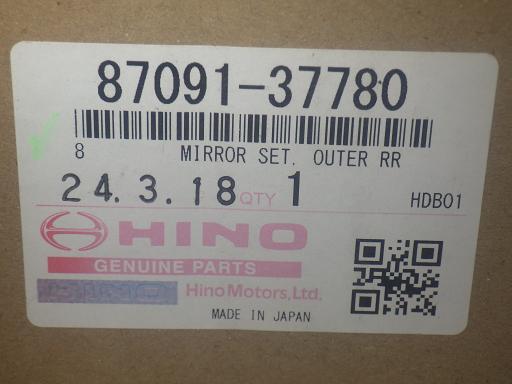 87091-37780
8 MIRROR SET, OUTER RR
24.3.18 QTY 1 HDB01
HINO
GENUINE PARTS
HINO Hino Motors, Ltd.
MADE IN JAPAN